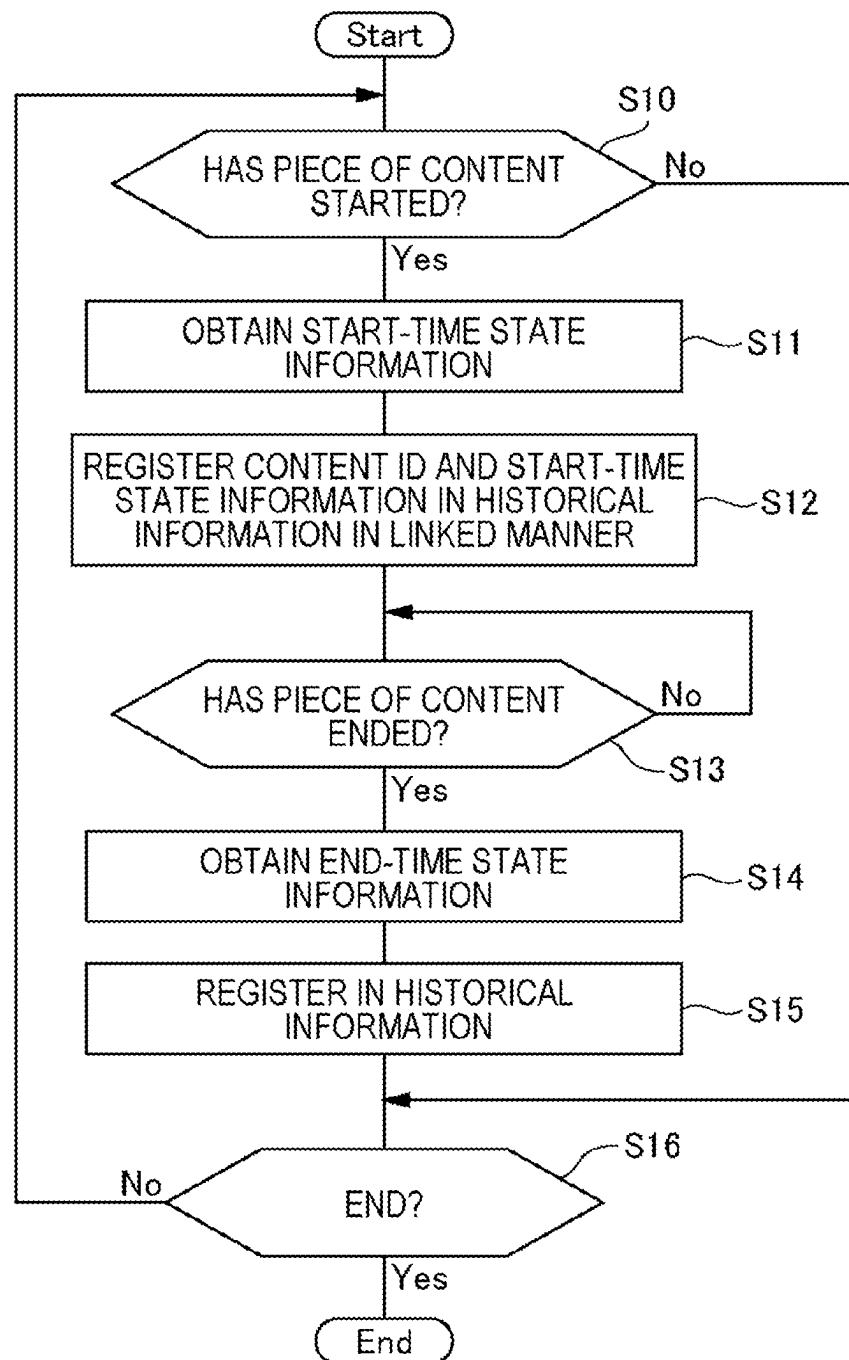 Start
S10
HAS PIECE OF CONTENT
STARTED?
No
Yes
OBTAIN START-TIME STATE
INFORMATION
S11
REGISTER CONTENT ID AND START-TIME
STATE INFORMATION IN HISTORICAL
INFORMATION IN LINKED MANNER
S12
HAS PIECE OF CONTENT
ENDED?
No
S13
Yes
OBTAIN END-TIME STATE
INFORMATION
S14
REGISTER IN HISTORICAL
INFORMATION
S15
S16
No
END?
Yes
End